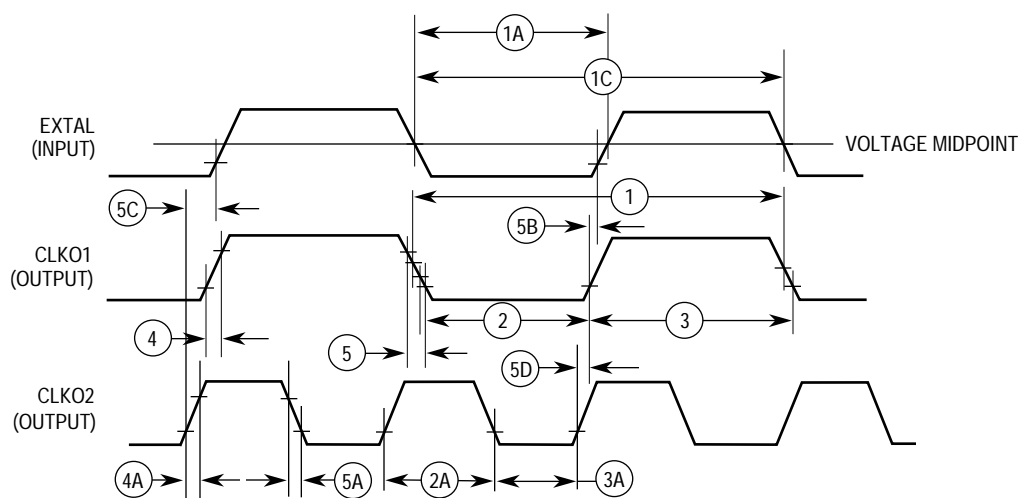 1A
1C
EXTAL
(INPUT)
VOLTAGE MIDPOINT
5C
5B
1
CLKO1
(OUTPUT)
4
5
2
3
5D
CLKO2
(OUTPUT)
4A
5A
2A
3A